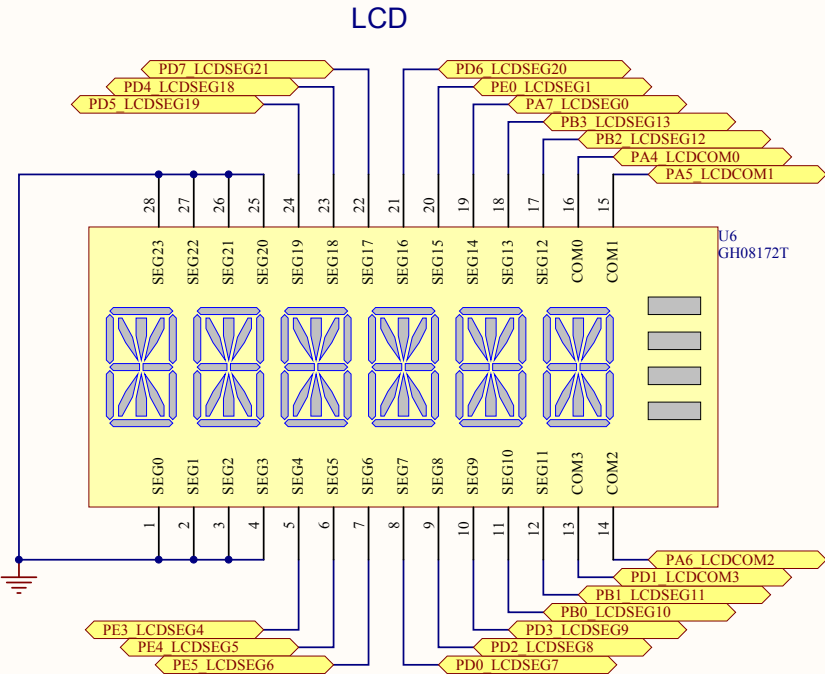 LCD
PD7_LCDSEG21
PD6_LCDSEG20
PD4_LCDSEG18
PE0_LCDSEG1
PD5_LCDSEG19
PA7_LCDSEG0
PB3_LCDSEG13
PB2_LCDSEG12
PA4_LCDCOM0
PA5_LCDCOM1
28 27 26 25 24 23 22 21 20 19 18 17 16 15
U6
GH08172T
SEG23 SEG22 SEG21 SEG20 SEG19 SEG18 SEG17 SEG16 SEG15 SEG14 SEG13 SEG12 COM0 COM1
SEG0 SEG1 SEG2 SEG3 SEG4 SEG5 SEG6 SEG7 SEG8 SEG9 SEG10 SEG11 COM3 COM2
1 2 3 4 5 6 7 8 9 10 11 12 13 14
PA6_LCDCOM2
PD1_LCDCOM3
PB1_LCDSEG11
PB0_LCDSEG10
PE3_LCDSEG4
PD3_LCDSEG9
PE4_LCDSEG5
PD2_LCDSEG8
PE5_LCDSEG6
PD0_LCDSEG7